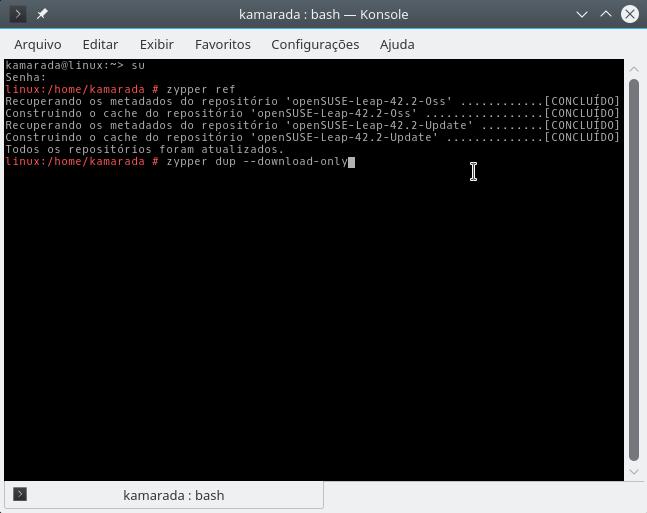 kamarada : bash — Konsole
Arquivo Editar Exibir Favoritos Configurações Ajuda
kamarada@linux:~> su
Senha:
linux:/home/kamarada # zypper ref
Recuperando os metadados do repositório 'openSUSE-Leap-42.2-Oss' ............[CONCLUÍDO]
Construindo o cache do repositório 'openSUSE-Leap-42.2-Oss' .................[CONCLUÍDO]
Recuperando os metadados do repositório 'openSUSE-Leap-42.2-Update' .........[CONCLUÍDO]
Construindo o cache do repositório 'openSUSE-Leap-42.2-Update' ..............[CONCLUÍDO]
Todos os repositórios foram atualizados.
linux:/home/kamarada # zypper dup --download-only
kamarada : bash